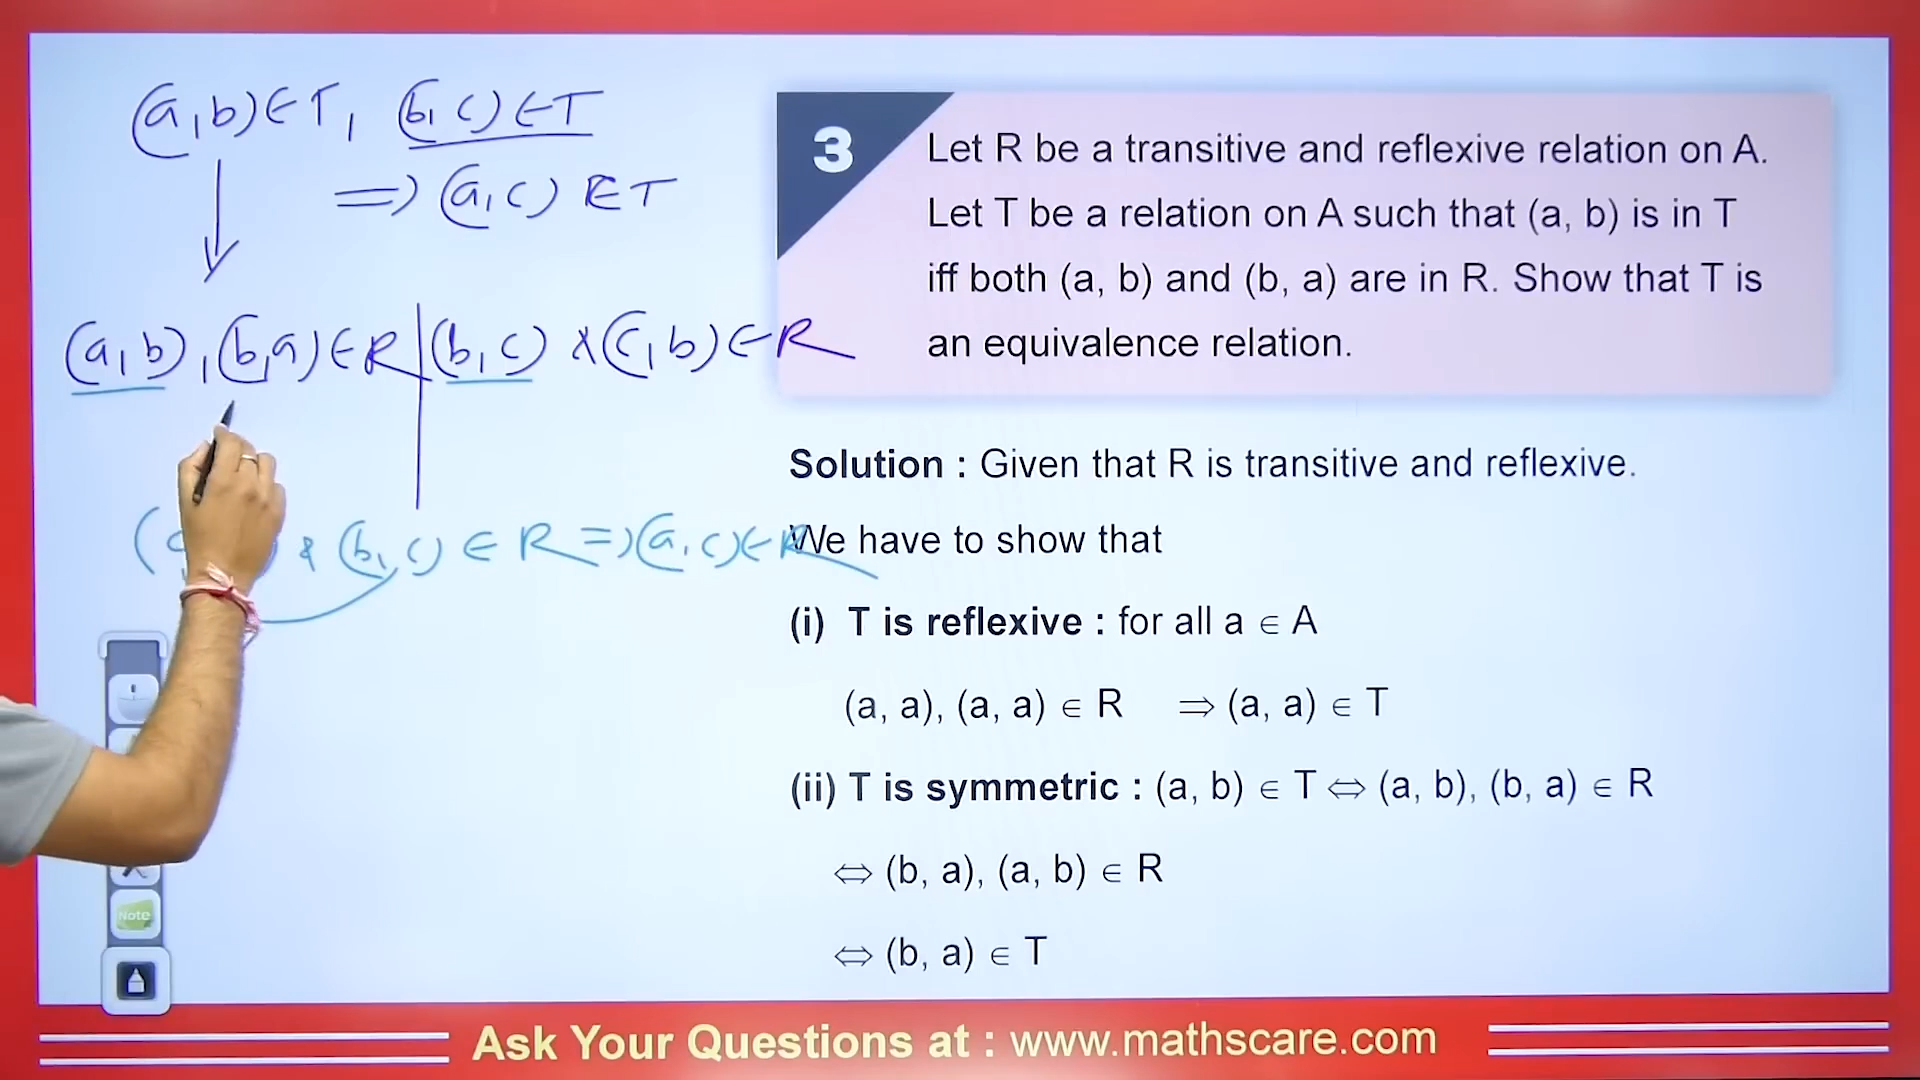 (a, b) ∈ T, (b, c) ∈ T
⇒ (a, c) ∈ T
(a, b), (b, a) ∈ R | (b, c) & (c, b) ∈ R
& (b, c) ∈ R ⇒ (a, c) ∈ R
3
Let R be a transitive and reflexive relation on A.
Let T be a relation on A such that (a, b) is in T
iff both (a, b) and (b, a) are in R. Show that T is
an equivalence relation.
Solution : Given that R is transitive and reflexive.
We have to show that
(i) T is reflexive : for all a ∈ A
(a, a), (a, a) ∈ R ⇒ (a, a) ∈ T
(ii) T is symmetric : (a, b) ∈ T ⇔ (a, b), (b, a) ∈ R
⇔ (b, a), (a, b) ∈ R
⇔ (b, a) ∈ T
Note
Ask Your Questions at : www.mathscare.com